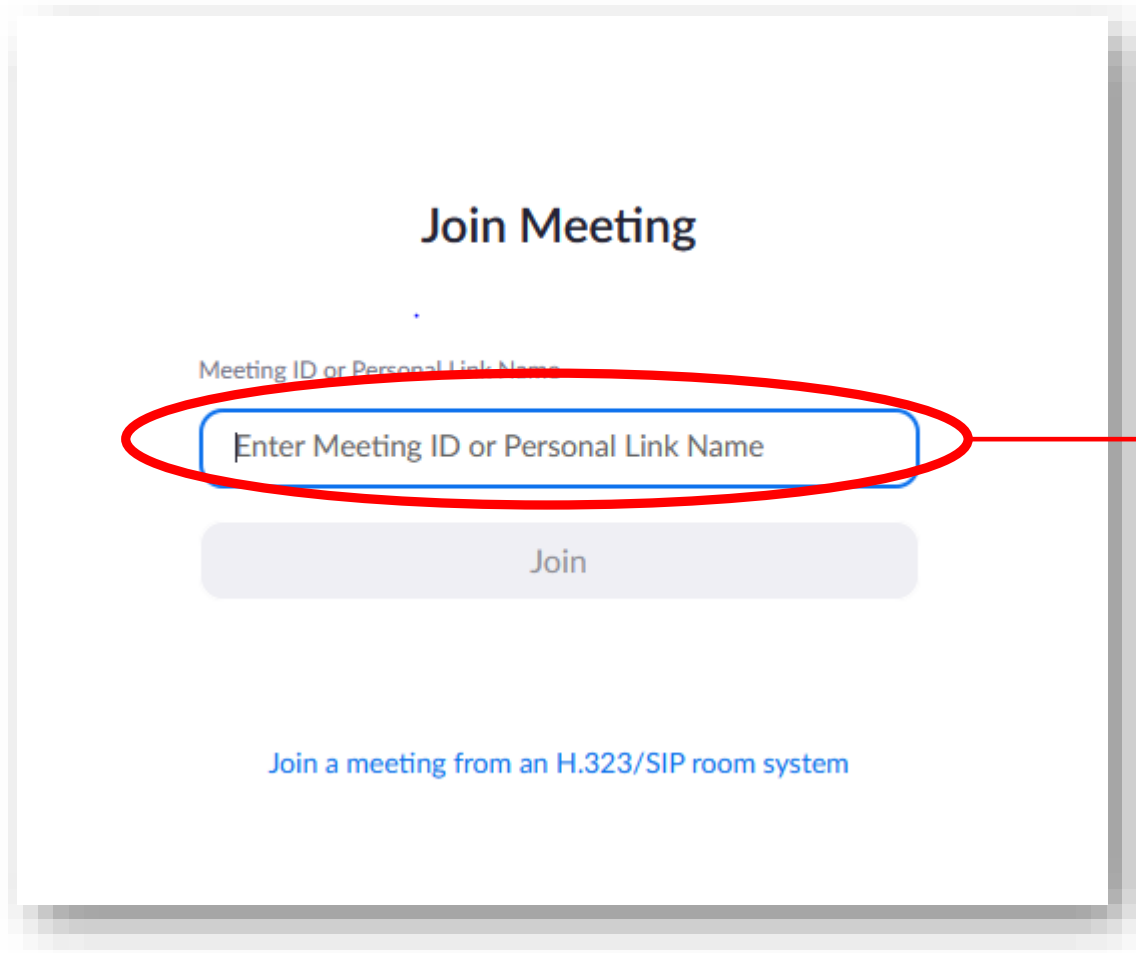 Join Meeting
Meeting ID or Personal Link Name
Enter Meeting ID or Personal Link Name
Join
Join a meeting from an H.323/SIP room system